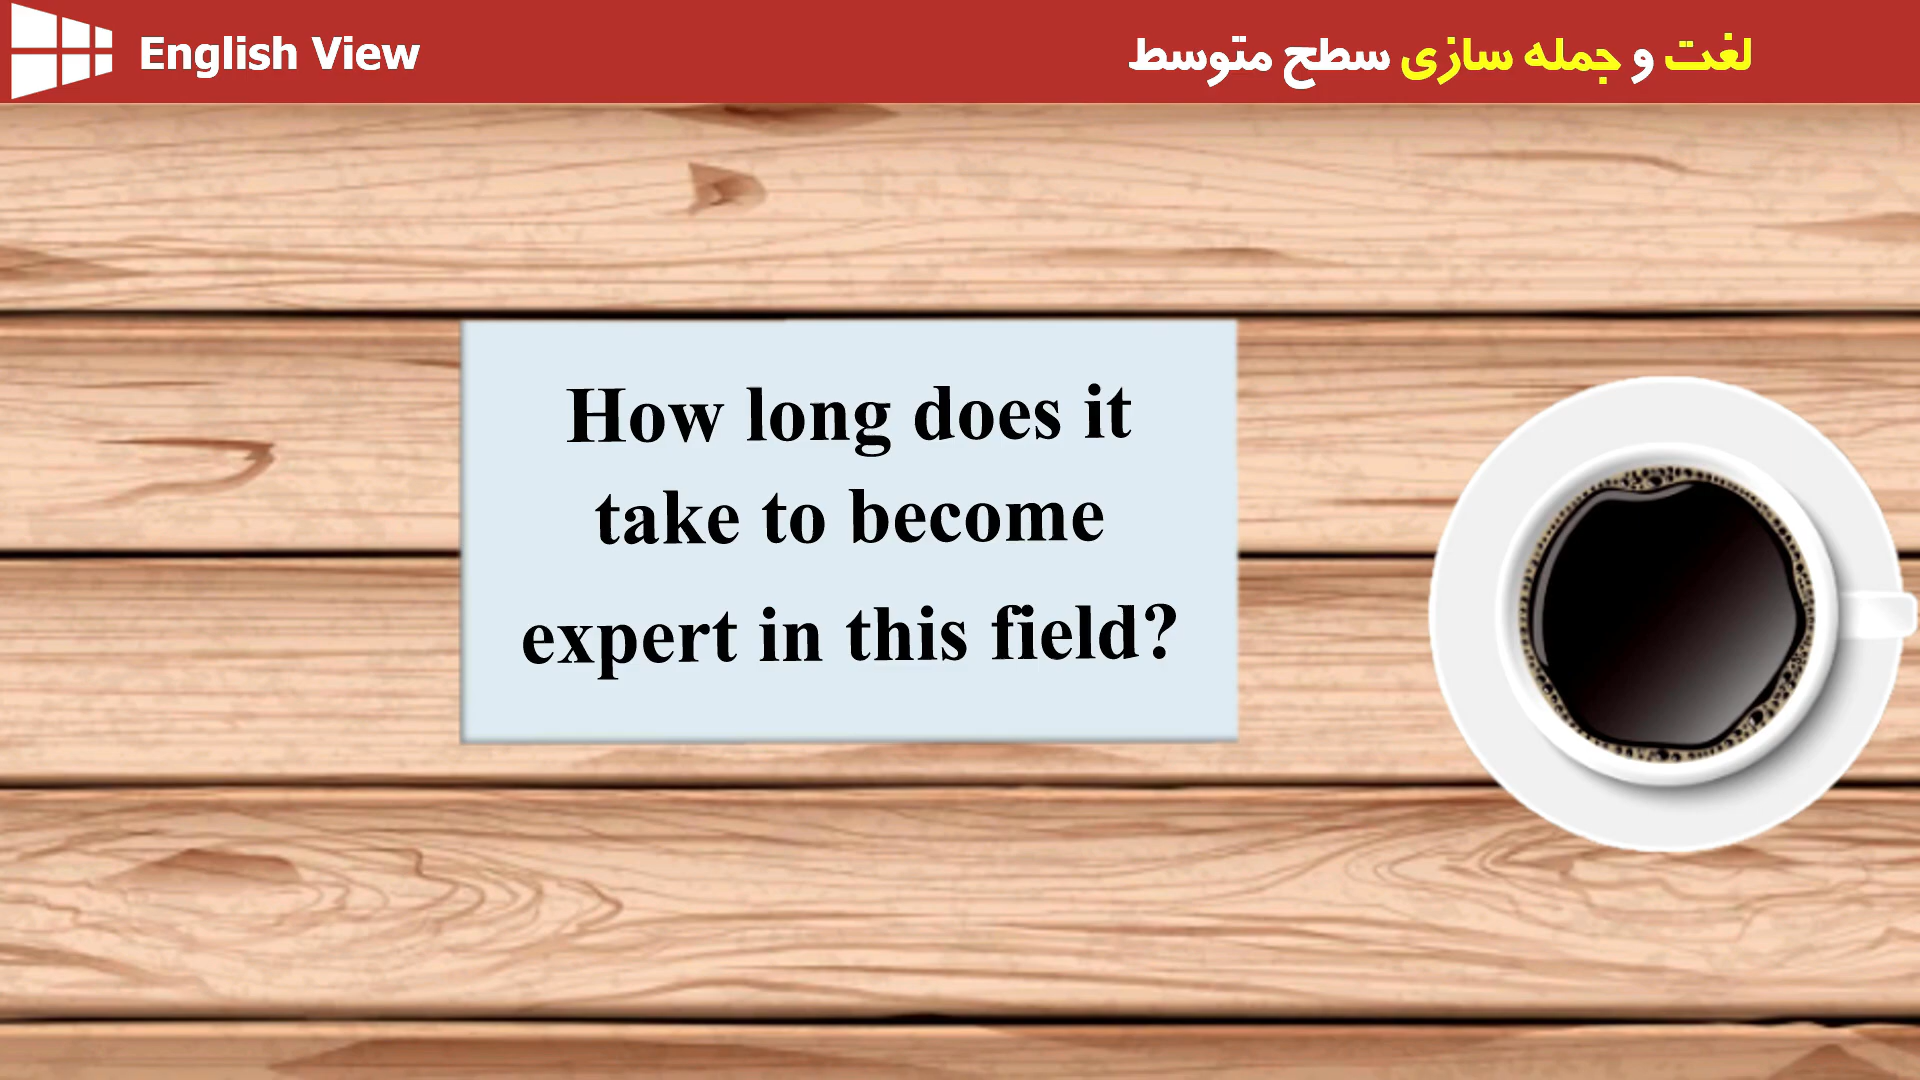 English View
لغت و جمله سازی سطح متوسط
How long does it
take to become
expert in this field?